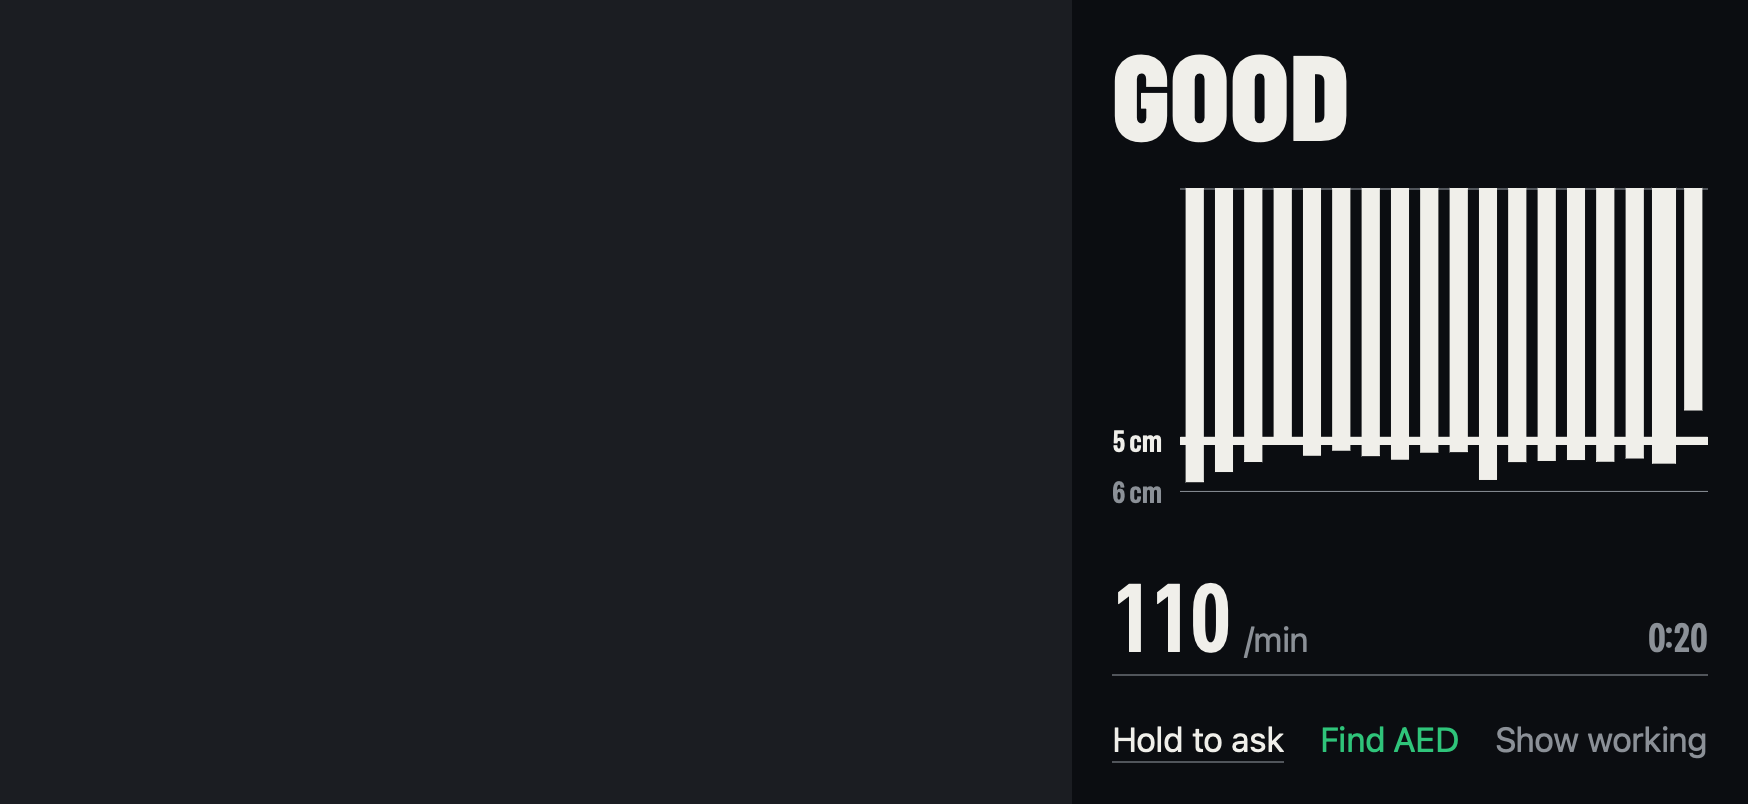 GOOD
5 cm
6 cm
110 /min
0:20
Hold to ask
Find AED
Show working